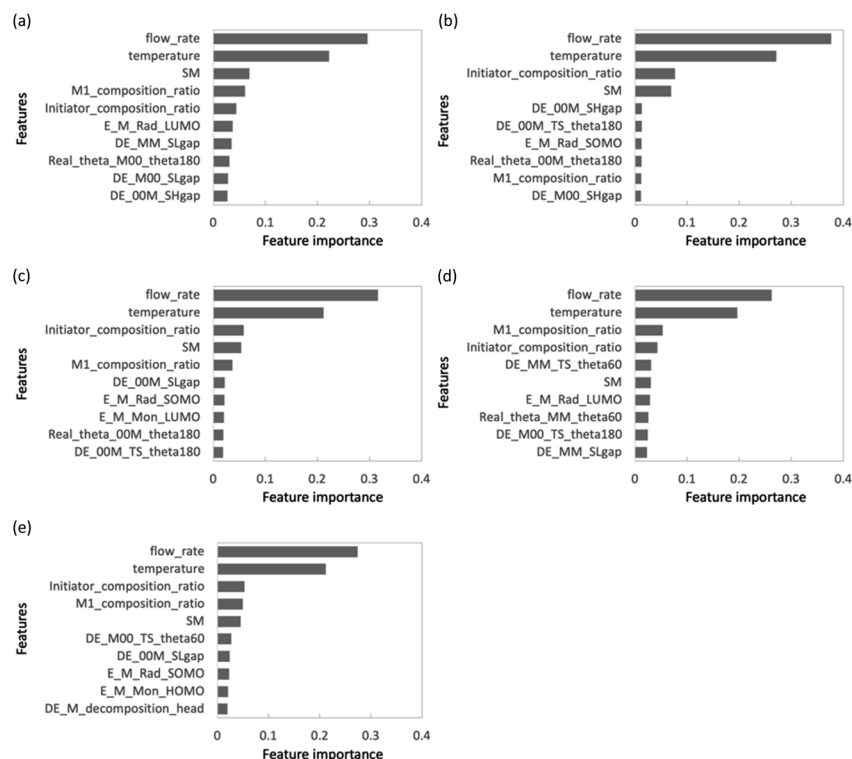 (a)
Features
flow_rate
temperature
SM
M1_composition_ratio
Initiator_composition_ratio
E_M_Rad_LUMO
DE_MM_SLgap
Real_theta_M00_theta180
DE_M00_SLgap
DE_00M_SHgap
0 0.1 0.2 0.3 0.4
Feature importance
(b)
Features
flow_rate
temperature
Initiator_composition_ratio
SM
DE_00M_SHgap
DE_00M_TS_theta180
E_M_Rad_SOMO
Real_theta_00M_theta180
M1_composition_ratio
DE_M00_SHgap
0 0.1 0.2 0.3 0.4
Feature importance
(c)
Features
flow_rate
temperature
Initiator_composition_ratio
SM
M1_composition_ratio
DE_00M_SLgap
E_M_Rad_SOMO
E_M_Mon_LUMO
Real_theta_00M_theta180
DE_00M_TS_theta180
0 0.1 0.2 0.3 0.4
Feature importance
(d)
Features
flow_rate
temperature
M1_composition_ratio
Initiator_composition_ratio
DE_MM_TS_theta60
SM
E_M_Rad_LUMO
Real_theta_MM_theta60
DE_M00_TS_theta180
DE_MM_SLgap
0 0.1 0.2 0.3 0.4
Feature importance
(e)
Features
flow_rate
temperature
Initiator_composition_ratio
M1_composition_ratio
SM
DE_M00_TS_theta60
DE_00M_SLgap
E_M_Rad_SOMO
E_M_Mon_HOMO
DE_M_decomposition_head
0 0.1 0.2 0.3 0.4
Feature importance